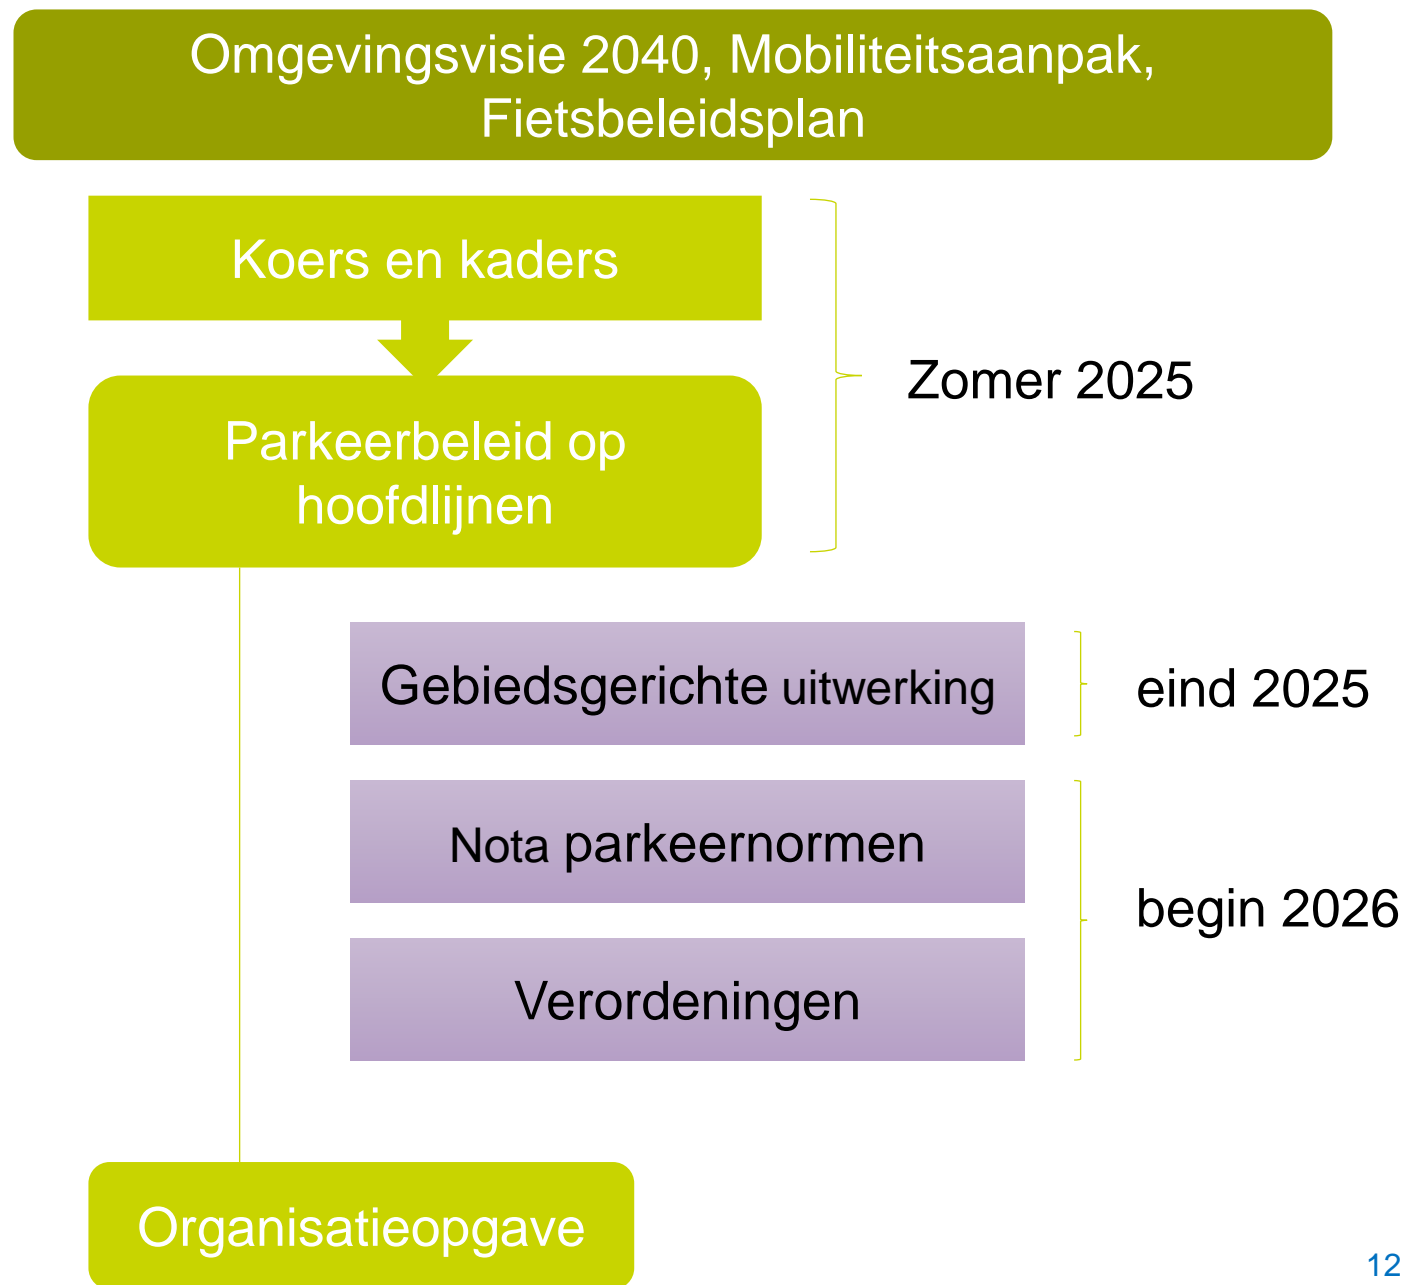 Omgevingsvisie 2040, Mobiliteitsaanpak,
Fietsbeleidsplan
Koers en kaders
Parkeerbeleid op
hoofdlijnen
Zomer 2025
Gebiedsgerichte uitwerking
eind 2025
Nota parkeernormen
begin 2026
Verordeningen
Organisatieopgave
12